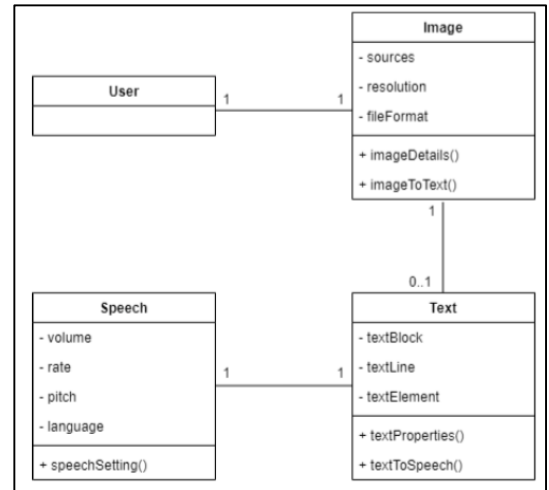 User
1
1
Image
- sources
- resolution
- fileFormat
+ imageDetails()
+ imageToText()
1
0..1
Speech
- volume
- rate
- pitch
- language
+ speechSetting()
1
1
Text
- textBlock
- textLine
- textElement
+ textProperties()
+ textToSpeech()